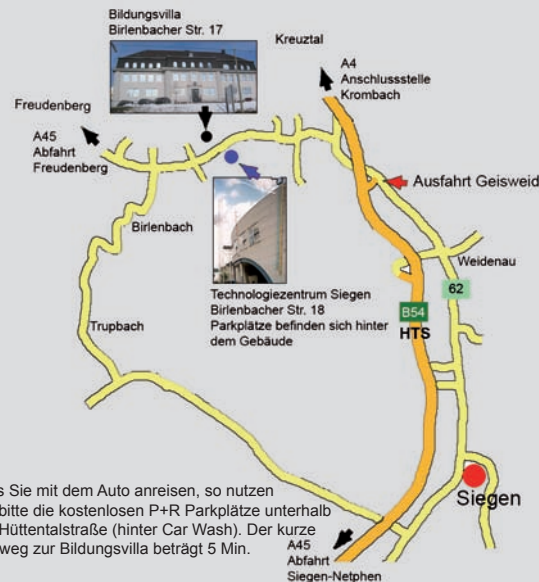 Bildungsvilla
Birlenbacher Str. 17
Kreuztal
A4
Anschlussstelle
Krombach
Freudenberg
A45
Abfahrt
Freudenberg
Ausfahrt Geisweid
Birlenbach
Weidenau
62
Technologiezentrum Siegen
Birlenbacher Str. 18
Parkplätze befinden sich hinter
dem Gebäude
B54
HTS
Trupbach
Siegen
s Sie mit dem Auto anreisen, so nutzen
bitte die kostenlosen P+R Parkplätze unterhalb
Hüttentalstraße (hinter Car Wash). Der kurze
weg zur Bildungsvilla beträgt 5 Min.
A45
Abfahrt
Siegen-Netphen